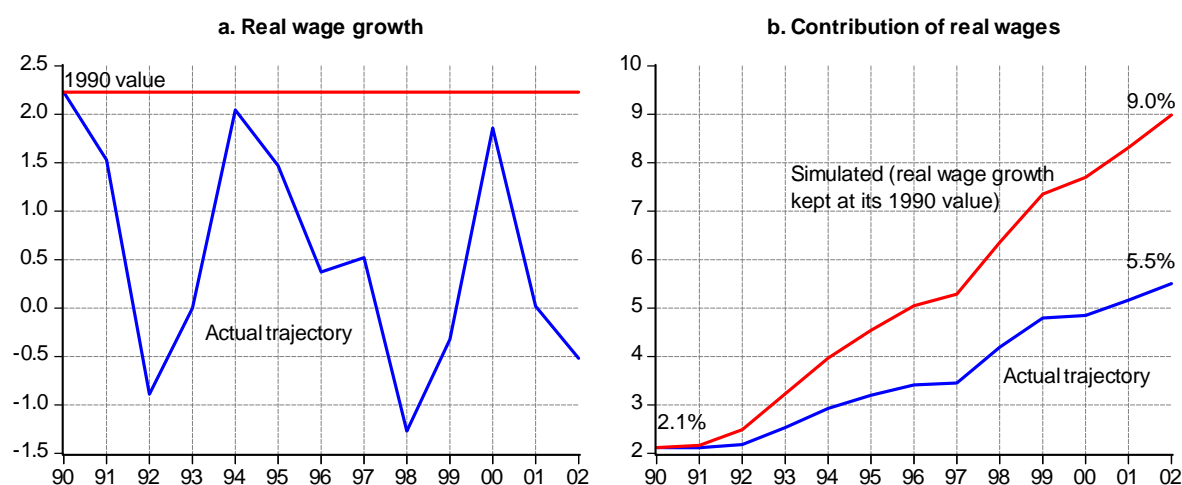 a. Real wage growth
2.5
2.0
1.5
1.0
0.5
0.0
-0.5
-1.0
-1.5
1990 value
Actual trajectory
90 91 92 93 94 95 96 97 98 99 00 01 02
b. Contribution of real wages
10
9
8
7
6
5
4
3
2
9.0%
Simulated (real wage growth
kept at its 1990 value)
5.5%
Actual trajectory
2.1%
90 91 92 93 94 95 96 97 98 99 00 01 02